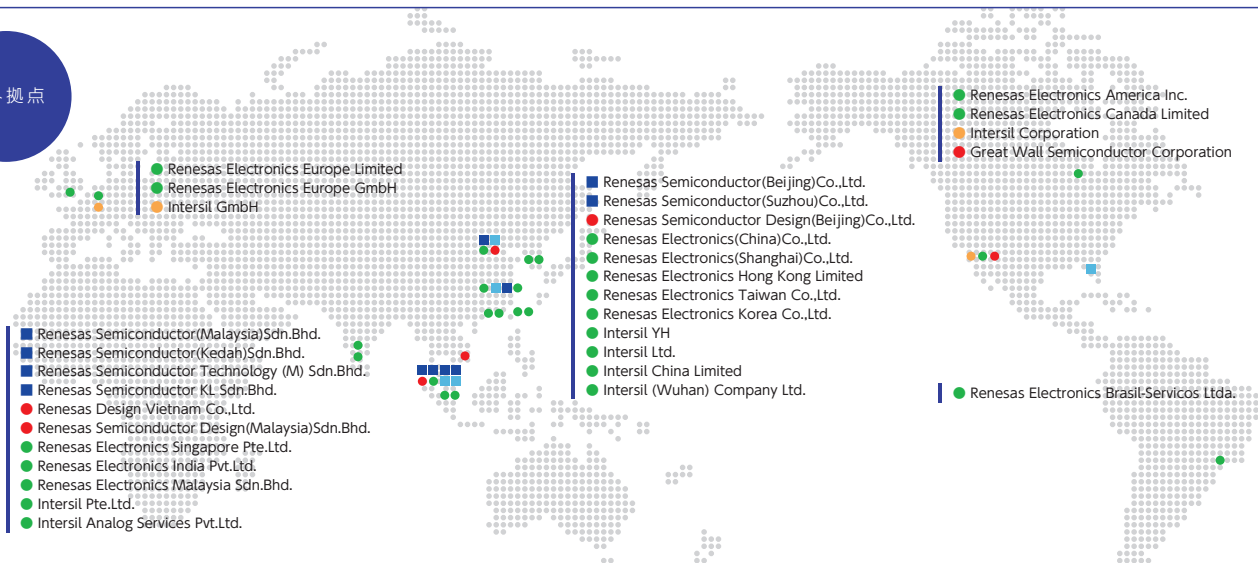 拠点
Renesas Electronics Europe Limited
Renesas Electronics Europe GmbH
Intersil GmbH
Renesas Semiconductor(Malaysia)Sdn.Bhd.
Renesas Semiconductor(Kedah)Sdn.Bhd.
Renesas Semiconductor Technology (M) Sdn.Bhd.
Renesas Semiconductor KL Sdn.Bhd.
Renesas Design Vietnam Co.,Ltd.
Renesas Semiconductor Design(Malaysia)Sdn.Bhd.
Renesas Electronics Singapore Pte.Ltd.
Renesas Electronics India Pvt.Ltd.
Renesas Electronics Malaysia Sdn.Bhd.
Intersil Pte.Ltd.
Intersil Analog Services Pvt.Ltd.
Renesas Semiconductor(Beijing)Co.,Ltd.
Renesas Semiconductor(Suzhou)Co.,Ltd.
Renesas Semiconductor Design(Beijing)Co.,Ltd.
Renesas Electronics(China)Co.,Ltd.
Renesas Electronics(Shanghai)Co.,Ltd.
Renesas Electronics Hong Kong Limited
Renesas Electronics Taiwan Co.,Ltd.
Renesas Electronics Korea Co.,Ltd.
Intersil YH
Intersil Ltd.
Intersil China Limited
Intersil (Wuhan) Company Ltd.
Renesas Electronics America Inc.
Renesas Electronics Canada Limited
Intersil Corporation
Great Wall Semiconductor Corporation
Renesas Electronics Brasil-Servicos Ltda.